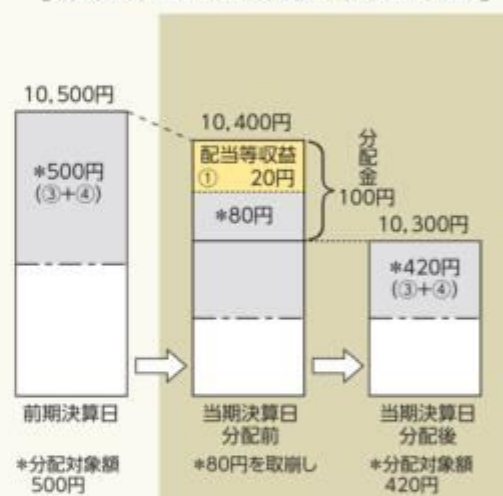 10,500円
*500円
(③+④)
10,400円
配当等収益
① 20円
*80円
分配金
100円
10,300円
*420円
(③+④)
前期決算日
当期決算日
分配前
当期決算日
分配後
*分配対象額
500円
*80円を取崩し
*分配対象額
420円